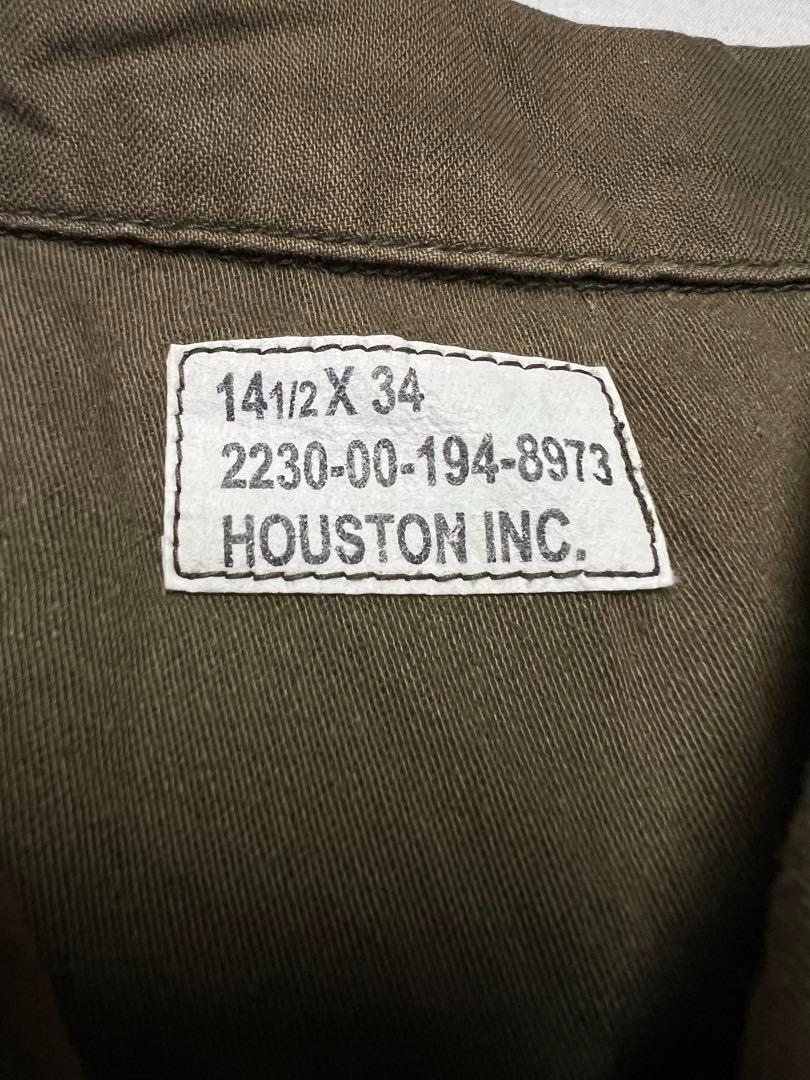 14 1/2 X 34
2230-00-194-8973
HOUSTON INC.